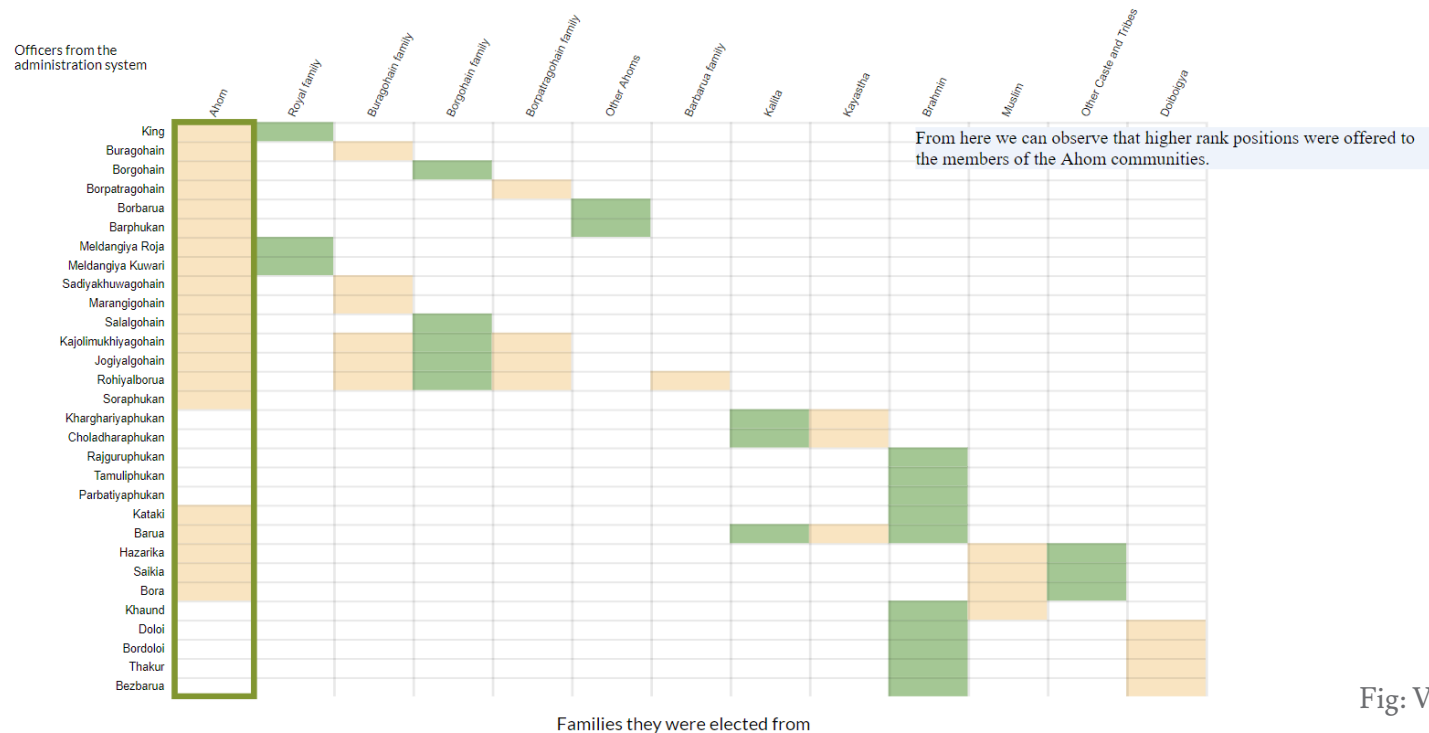 Officers from the
administration system
Ahom
Royal family
Buragohain family
Borgohain family
Borpatragohain family
Other Ahoms
Barbarua family
Kalita
Kayastha
Brahmin
Muslim
Other Caste and Tribes
Doiboigya
From here we can observe that higher rank positions were offered to
the members of the Ahom communities.
King
Buragohain
Borgohain
Borpatragohain
Borbarua
Barphukan
Meldangiya Roja
Meldangiya Kuwari
Sadiyakhuwagohain
Marangigohain
Salalgohain
Kajolimukhiyagohain
Jogiyalgohain
Rohiyalborua
Soraphukan
Kharghariyaphukan
Choladharaphukan
Rajguruphukan
Tamuliphukan
Parbatiyaphukan
Kataki
Barua
Hazarika
Saikia
Bora
Khaund
Doloi
Bordoloi
Thakur
Bezbarua
Families they were elected from
Fig: V